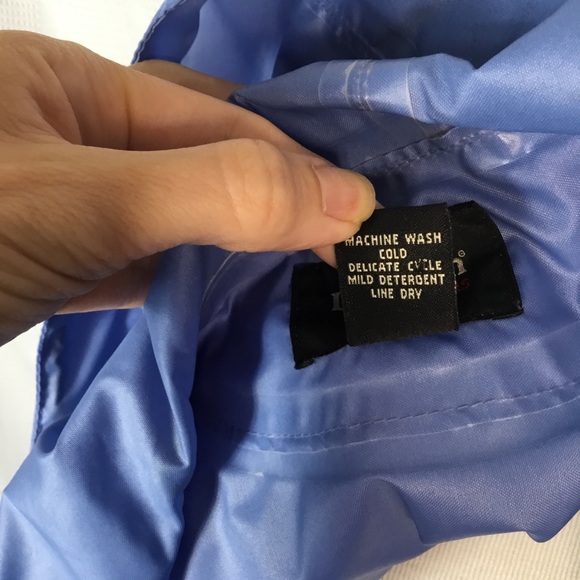 MACHINE WASH
COLD
DELICATE CYCLE
MILD DETERGENT
LINE DRY